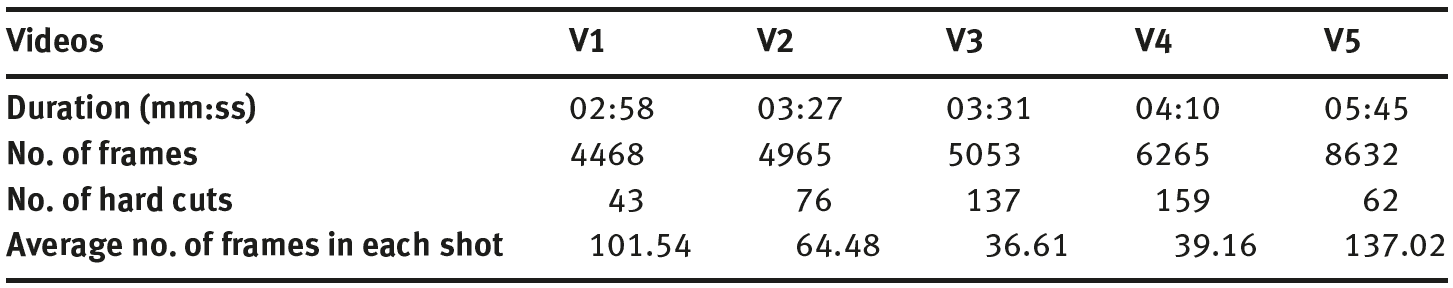 Videos V1 V2 V3 V4 V5
Duration (mm:ss) 02:58 03:27 03:31 04:10 05:45
No. of frames 4468 4965 5053 6265 8632
No. of hard cuts 43 76 137 159 62
Average no. of frames in each shot 101.54 64.48 36.61 39.16 137.02